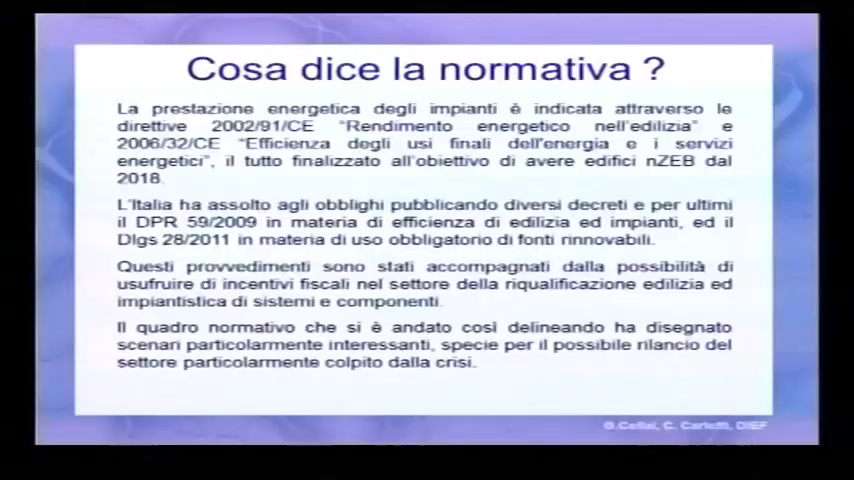 Cosa dice la normativa ?
La prestazione energetica degli impianti è indicata attraverso le
direttive 2002/91/CE “Rendimento energetico nell'edilizia” e
2006/32/CE “Efficienza degli usi finali dell'energia e i servizi
energetici”, il tutto finalizzato all'obiettivo di avere edifici nZEB dal
2018.
L'Italia ha assolto agli obblighi pubblicando diversi decreti e per ultimi
il DPR 59/2009 in materia di efficienza di edilizia ed impianti, ed il
Dlgs 28/2011 in materia di uso obbligatorio di fonti rinnovabili.
Questi provvedimenti sono stati accompagnati dalla possibilità di
usufruire di incentivi fiscali nel settore della riqualificazione edilizia ed
impiantistica di sistemi e componenti.
Il quadro normativo che si è andato così delineando ha disegnato
scenari particolarmente interessanti, specie per il possibile rilancio del
settore particolarmente colpito dalla crisi.
C. DIEF